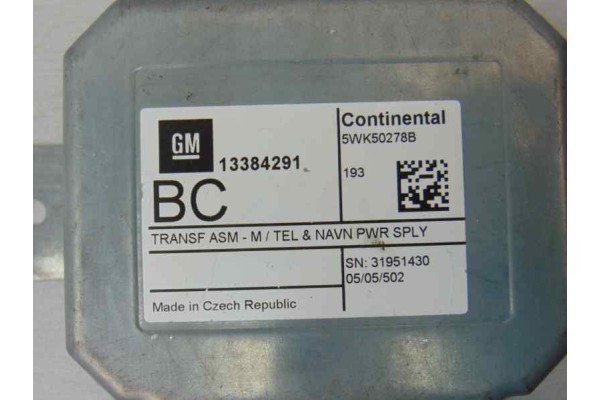 GM
13384291
BC
Continental
5WK50278B
193
TRANSF ASM - M / TEL & NAVN PWR SPLY
SN: 31951430
05/05/502
Made in Czech Republic